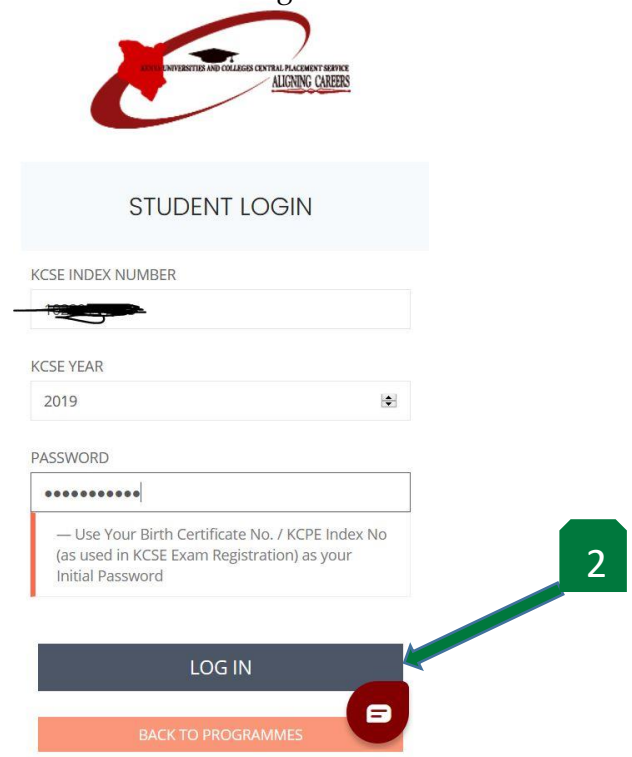 UNIVERSITIES AND COLLEGES CENTRAL PLACEMENT SERVICE
ALIGNING CAREERS
STUDENT LOGIN
KCSE INDEX NUMBER
KCSE YEAR
2019
PASSWORD
— Use Your Birth Certificate No. / KCPE Index No
(as used in KCSE Exam Registration) as your
Initial Password
2
LOG IN
BACK TO PROGRAMMES